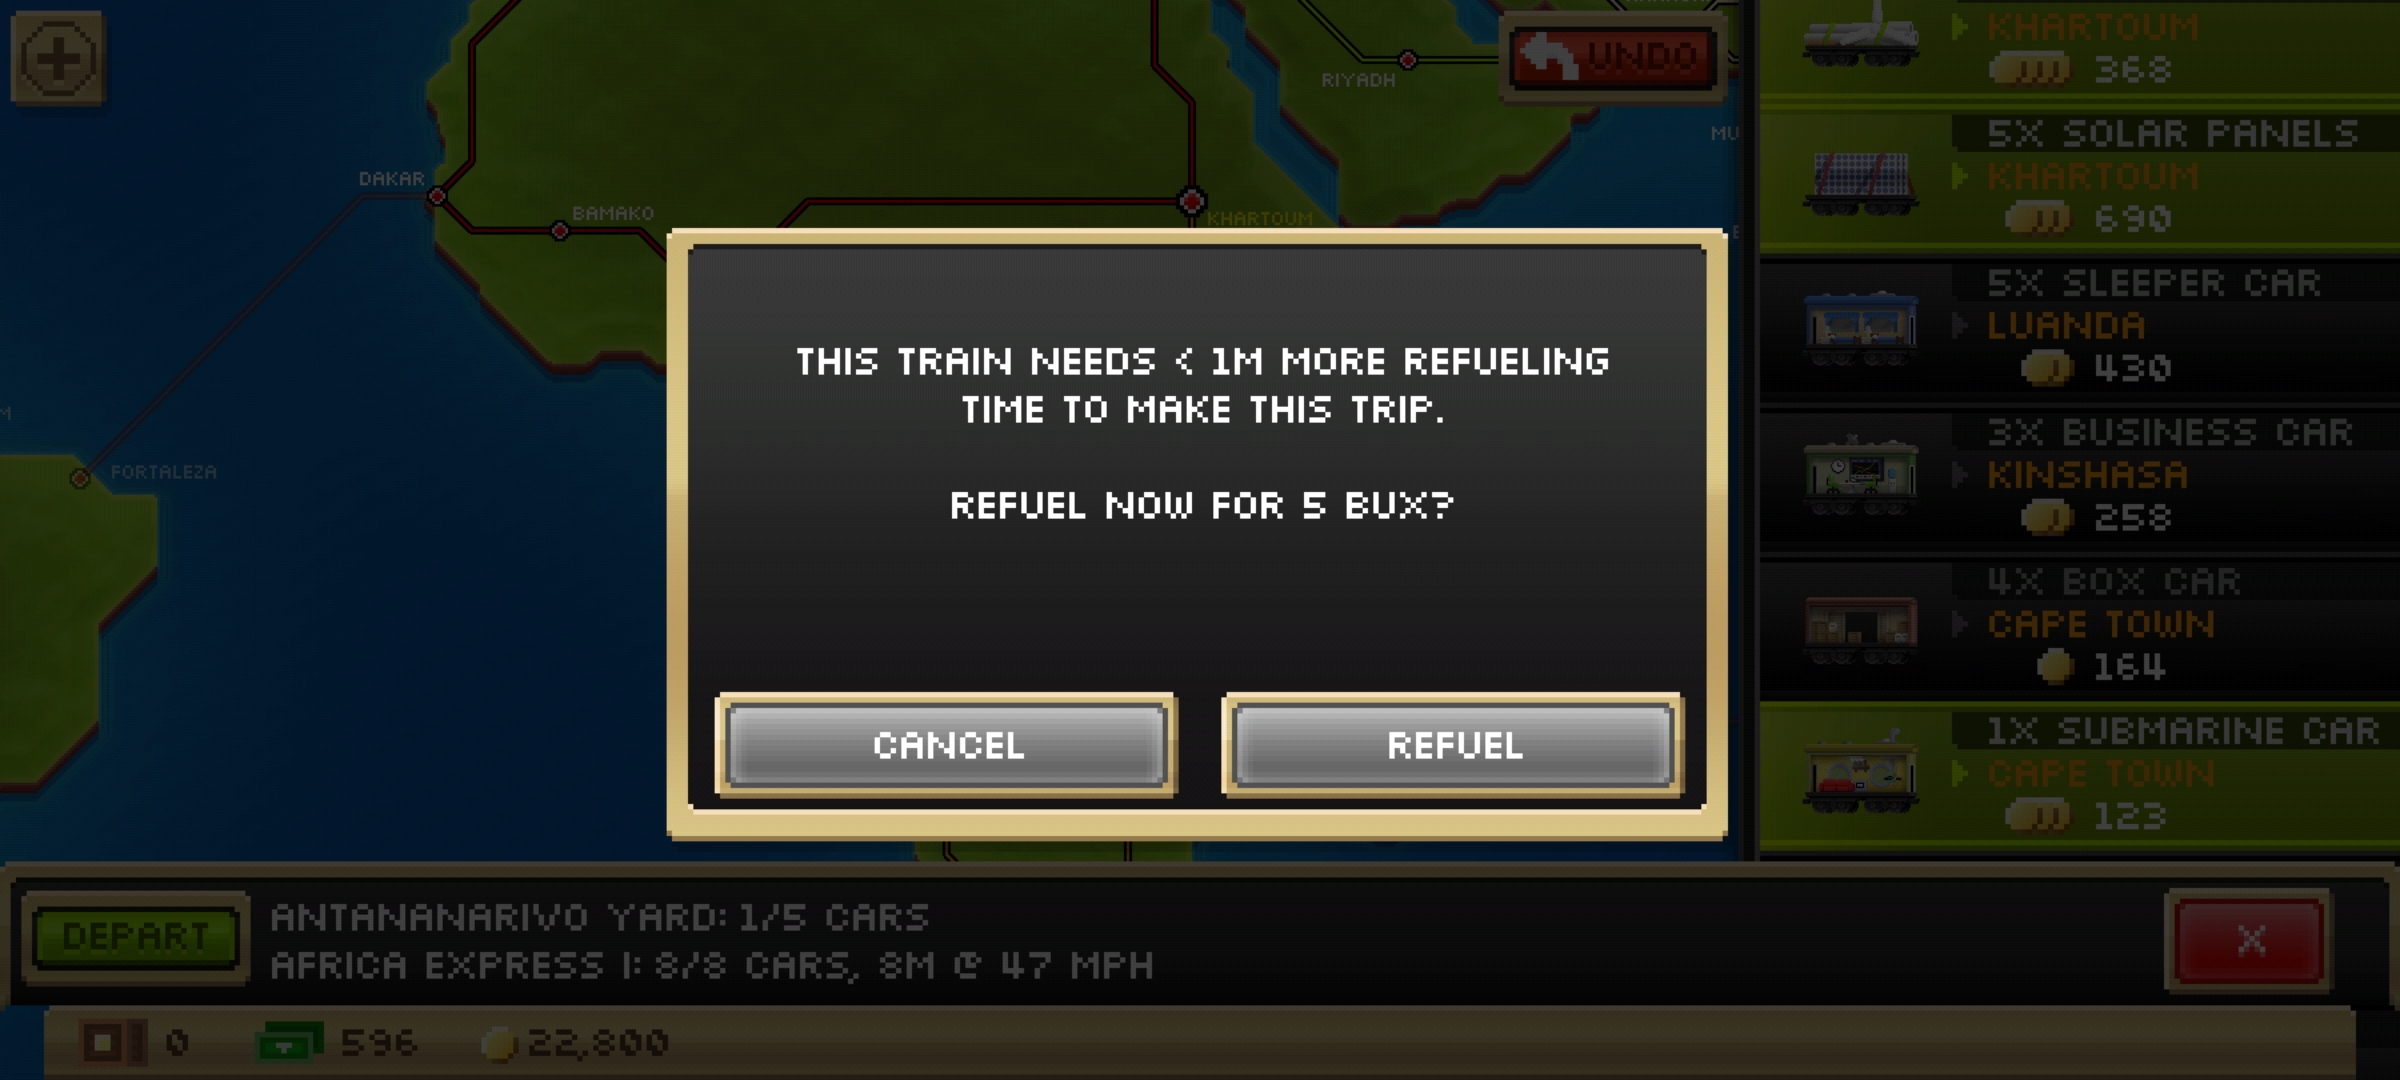 KHARTOUM
368
UNDO
RIYADH
5X SOLAR PANELS
MU
DAKAR
KHARTOUM
BAMAKO
KHARTOUM
690
5X SLEEPER CAR
LUANDA
430
THIS TRAIN NEEDS < 1M MORE REFUELING
TIME TO MAKE THIS TRIP.
M
3X BUSINESS CAR
FORTALEZA
KINSHASA
REFUEL NOW FOR 5 BUX?
258
4X BOX CAR
CAPE TOWN
164
1X SUBMARINE CAR
CANCEL
REFUEL
CAPE TOWN
123
DEPART
ANTANANARIVO YARD: 1/5 CARS
AFRICA EXPRESS I: 8/8 CARS, 8M @ 47 MPH
X
0
596
22,800